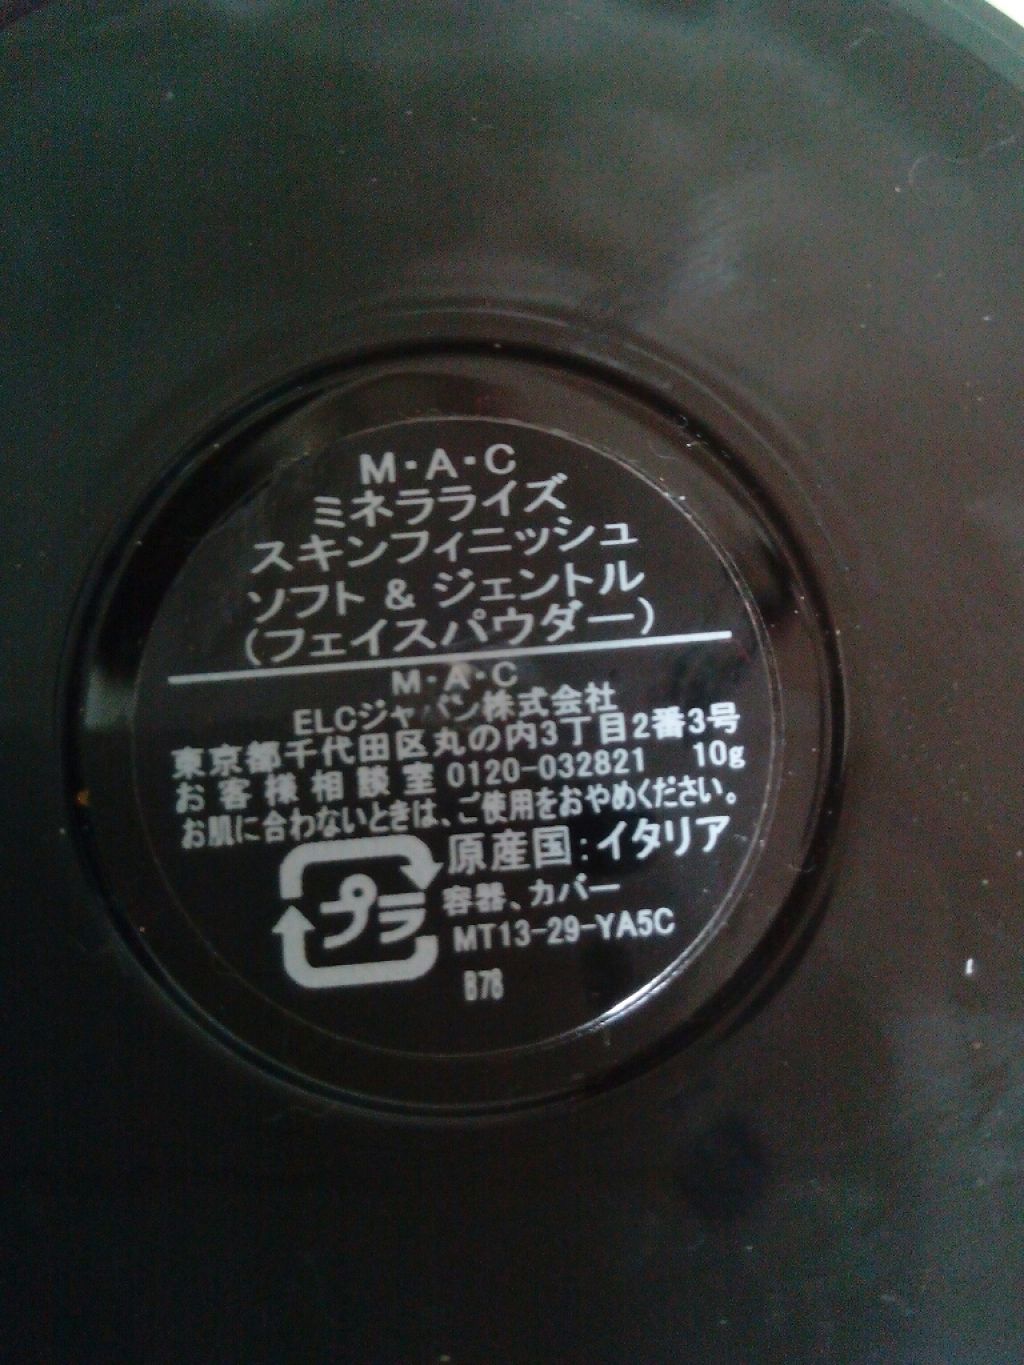 M・A・C
ミネラライズ
スキンフィニッシュ
ソフト & ジェントル
(フェイスパウダー)
M・A・C
ELCジャパン株式会社
東京都千代田区丸の内3丁目2番3号
お客様相談室 0120-032821 10g
お肌に合わないときは、ご使用をおやめください。
原産国:イタリア
プラ
容器、カバー
MT13-29-YA5C
B78